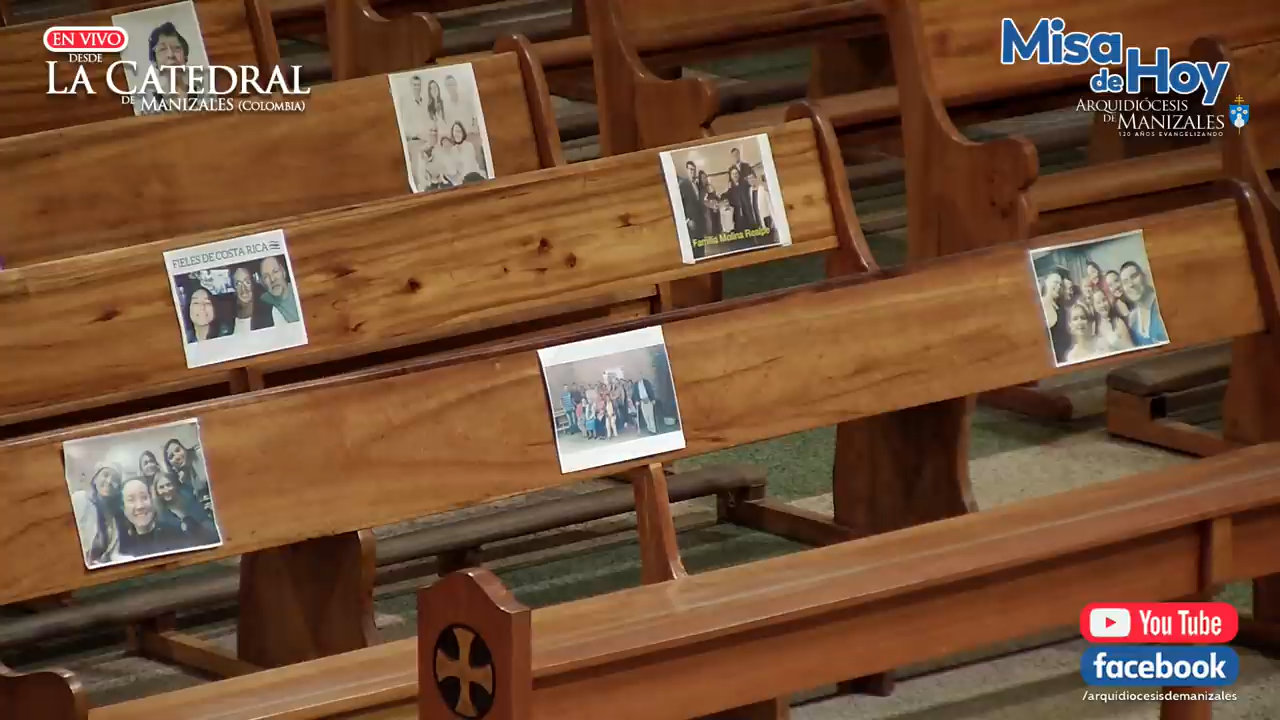 EN VIVO
DESDE
LA CATEDRAL
DE MANIZALES (COLOMBIA)
Misa
de Hoy
ARQUIDIÓCESIS
DE MANIZALES
120 AÑOS EVANGELIZANDO
FIELES DE COSTA RICA
Familia Molina Realpe
You Tube
facebook
/arquidiocesisdemanizales